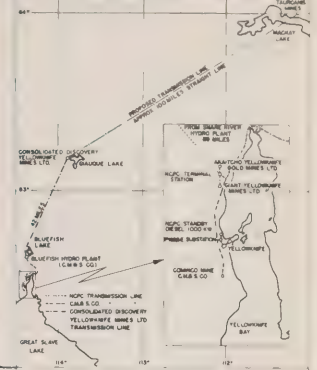 TAURCANIS
MINES
64°
MACKAY
LAKE
PROPOSED TRANSMISSION LINE
APPROX 100 MILES STRAIGHT LINE
FROM SNARE RIVER
HYDRO PLANT
CONSOLIDATED DISCOVERY
YELLOWKNIFE
MINES LTD.
GIAUQUE LAKE
AKAITCHO YELLOWKNIFE
GOLD MINES LTD
NCPC TERMINAL
STATION
GIANT YELLOWKNIFE
MINES LTD
63°
MILES
NCPC STANDBY
DIESEL 1000 KW
SUBSTATION
YELLOWKNIFE
BLUEFISH
LAKE
BLUEFISH HYDRO PLANT
(C.M.& S. CO.)
COMINCO MINE
C.M.& S. CO.
NCPC TRANSMISSION LINE
C.M.& S. CO. " "
CONSOLIDATED DISCOVERY
YELLOWKNIFE MINES LTD
TRANSMISSION LINE
YELLOWKNIFE
BAY
GREAT SLAVE
LAKE
114° 113° 112°